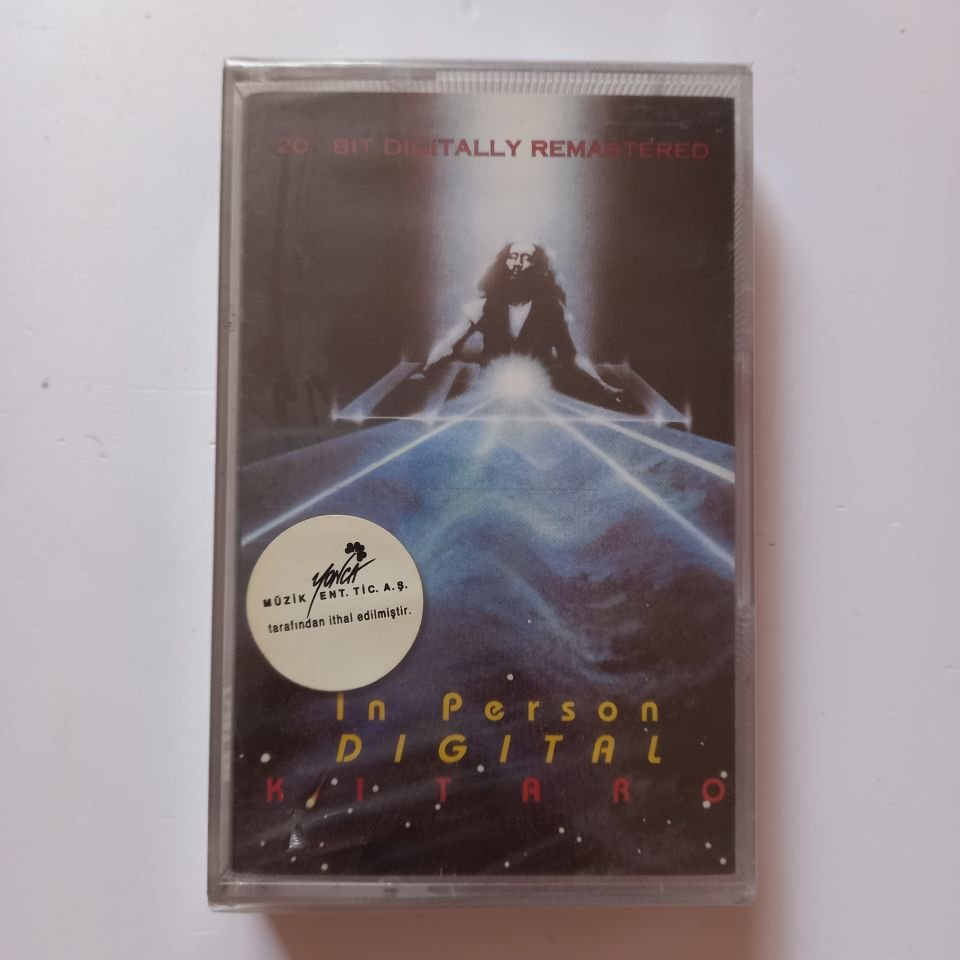 20 - BIT DIGITALLY REMASTERED
YONCA
MÜZİK ENT. TİC. A.Ş.
tarafından ithal edilmiştir.
In Person
DIGITAL
KITARO